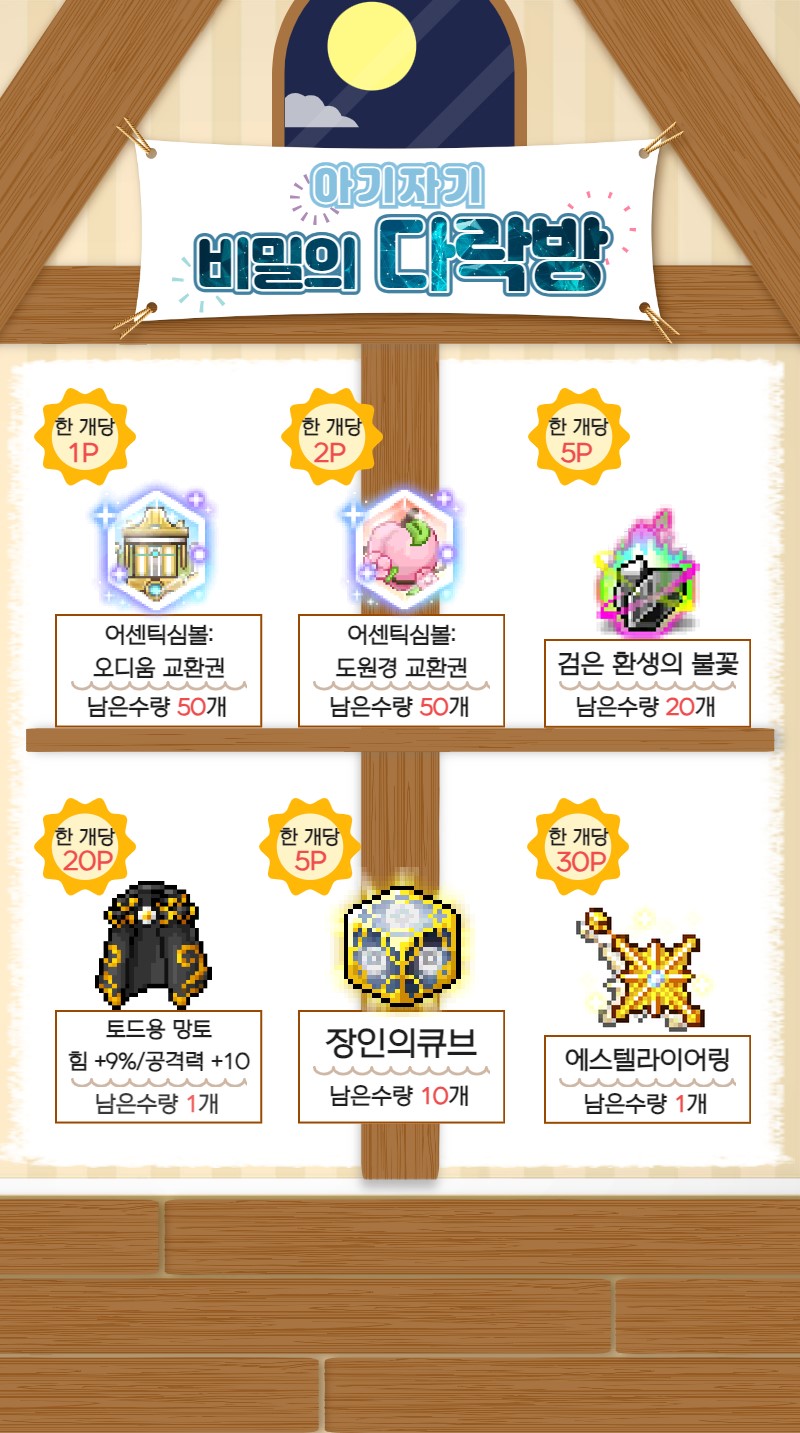 아기자기
비밀의 다락방
한 개당
1P
한 개당
2P
한 개당
5P
어센틱심볼:
오디움 교환권
남은수량 50개
어센틱심볼:
도원경 교환권
남은수량 50개
검은 환생의 불꽃
남은수량 20개
한 개당
20P
한 개당
5P
한 개당
30P
토드용 망토
힘 +9%/공격력 +10
남은수량 1개
장인의큐브
남은수량 10개
에스텔라이어링
남은수량 1개